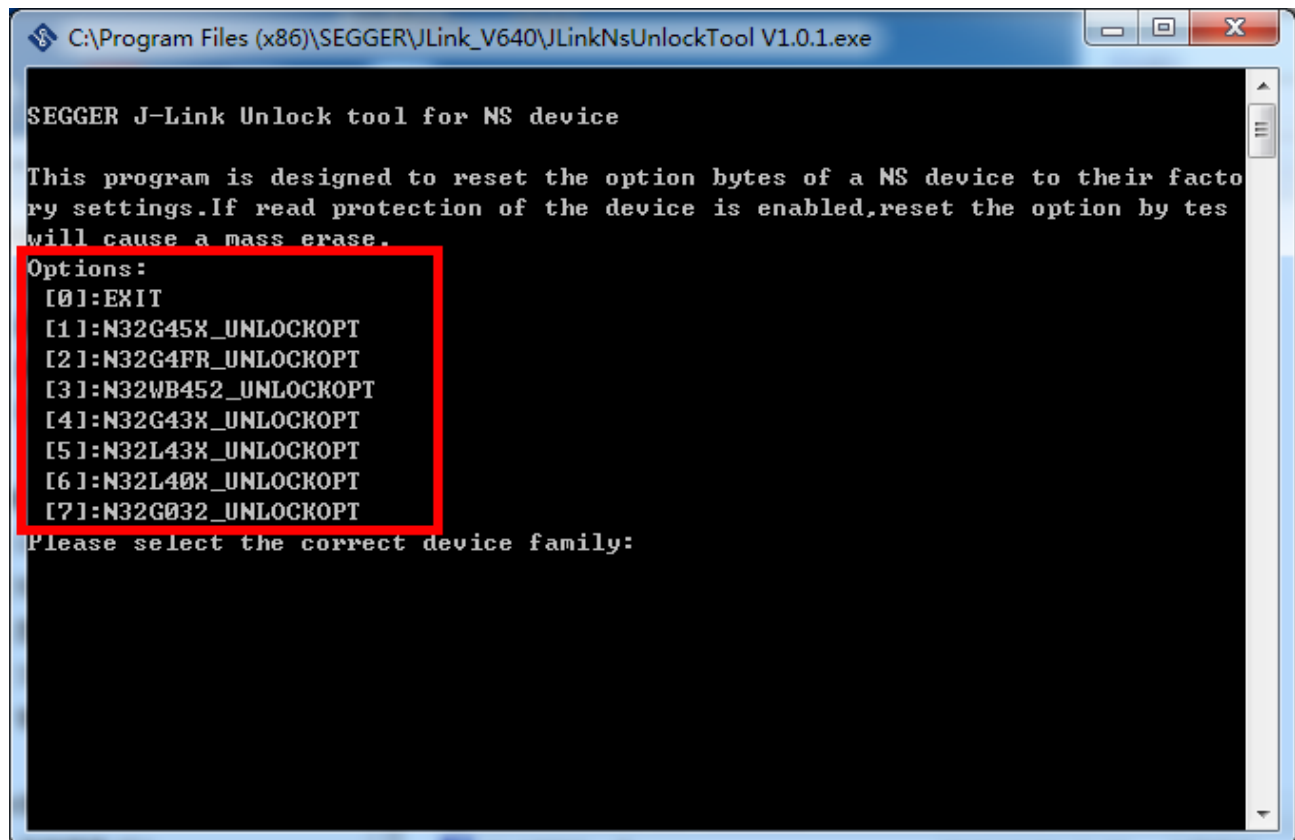 C:\Program Files (x86)\SEGGER\JLink_V640\JLinkNsUnlockTool V1.0.1.exe
SEGGER J-Link Unlock tool for NS device
This program is designed to reset the option bytes of a NS device to their facto
ry settings.If read protection of the device is enabled,reset the option by tes
will cause a mass erase.
Options:
[0]:EXIT
[1]:N32G45X_UNLOCKOPT
[2]:N32G4FR_UNLOCKOPT
[3]:N32WB452_UNLOCKOPT
[4]:N32G43X_UNLOCKOPT
[5]:N32L43X_UNLOCKOPT
[6]:N32L40X_UNLOCKOPT
[7]:N32G032_UNLOCKOPT
Please select the correct device family: